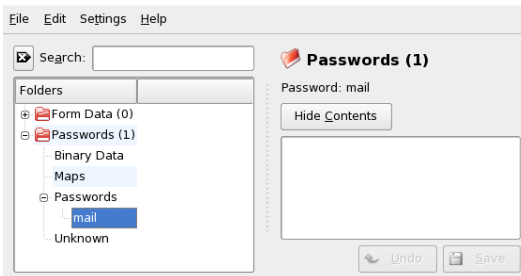 File Edit Settings Help
Search:
Folders
Form Data (0)
Passwords (1)
Binary Data
Maps
Passwords
mail
Unknown
Passwords (1)
Password: mail
Hide Contents
Undo Save